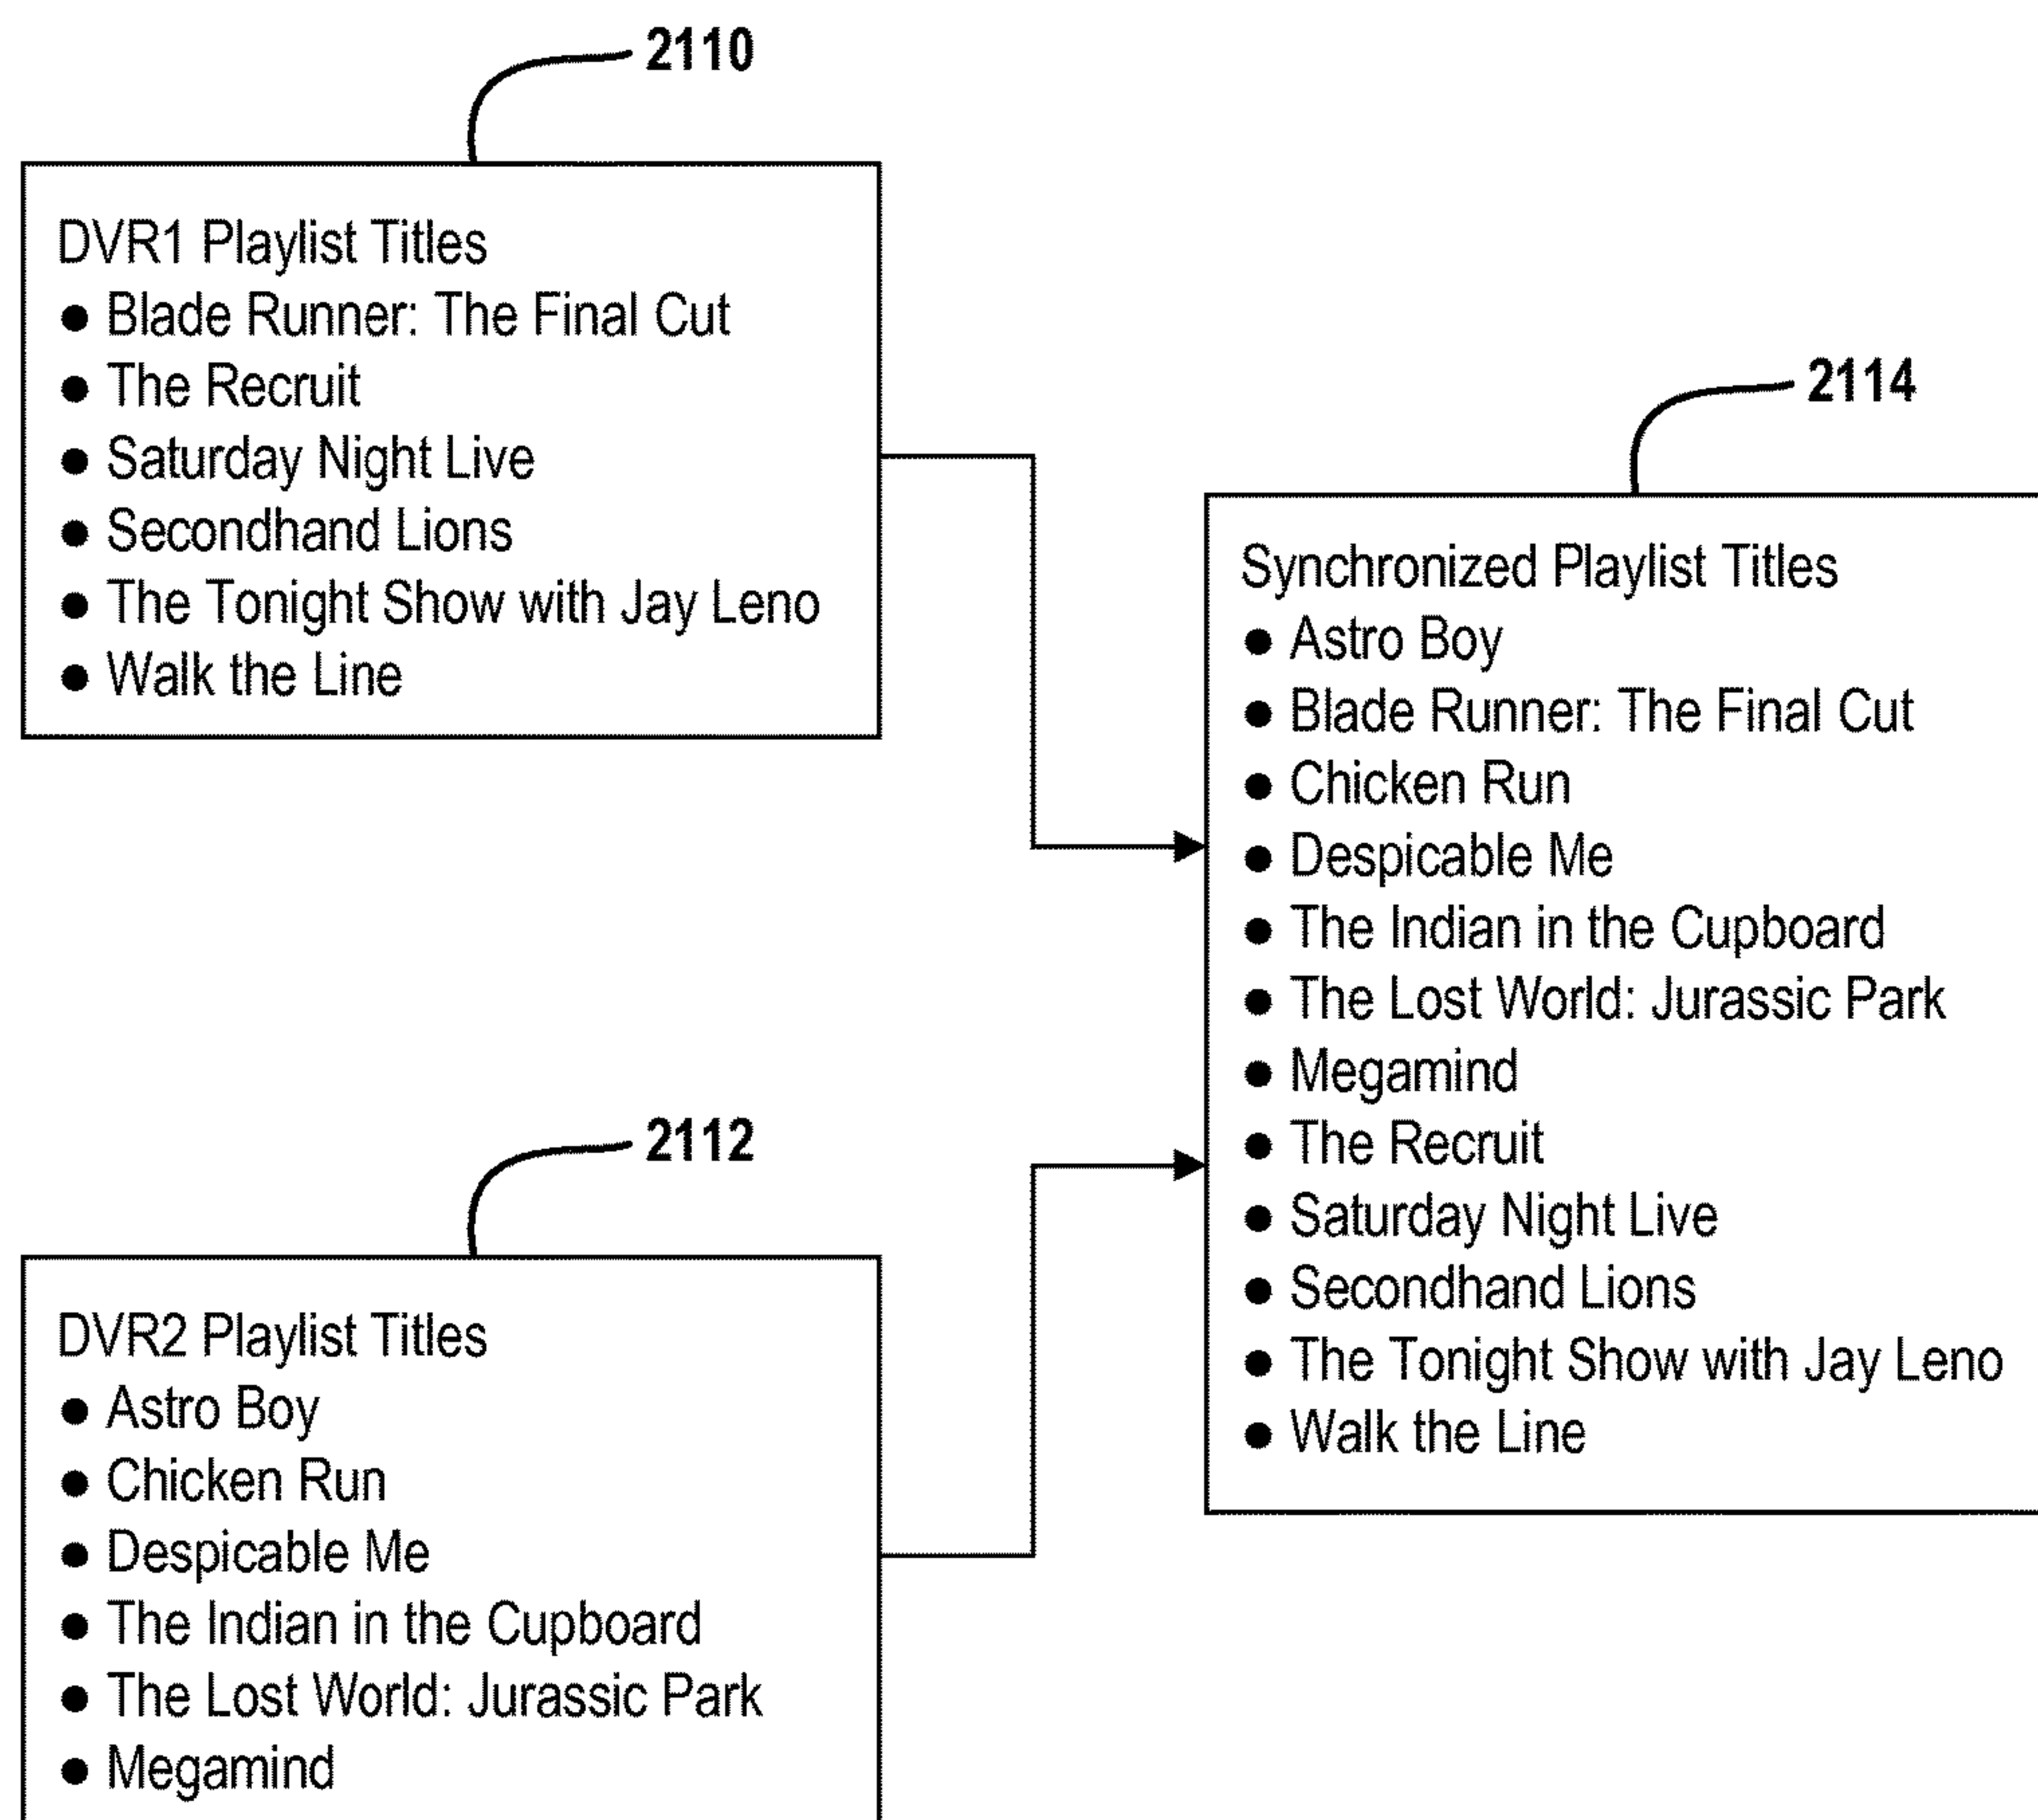 2110
DVR1 Playlist Titles
● Blade Runner: The Final Cut
● The Recruit
● Saturday Night Live
● Secondhand Lions
● The Tonight Show with Jay Leno
● Walk the Line
2114
Synchronized Playlist Titles
● Astro Boy
● Blade Runner: The Final Cut
● Chicken Run
● Despicable Me
● The Indian in the Cupboard
● The Lost World: Jurassic Park
● Megamind
● The Recruit
● Saturday Night Live
● Secondhand Lions
● The Tonight Show with Jay Leno
● Walk the Line
2112
DVR2 Playlist Titles
● Astro Boy
● Chicken Run
● Despicable Me
● The Indian in the Cupboard
● The Lost World: Jurassic Park
● Megamind